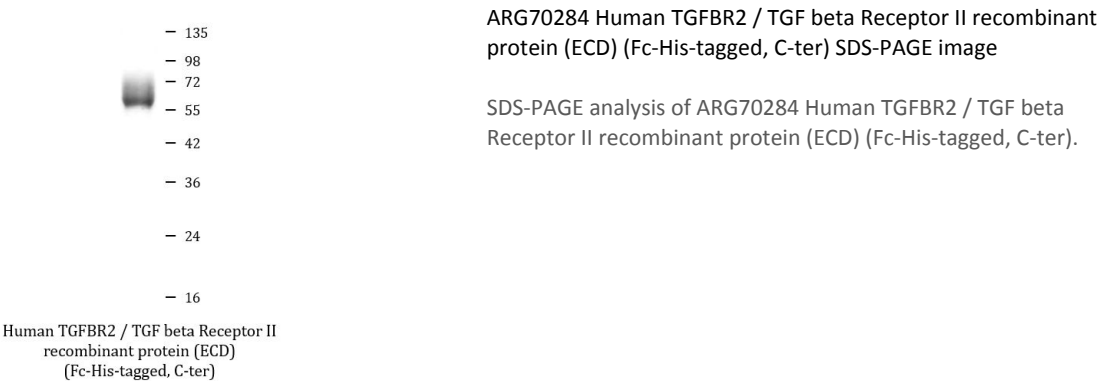 ARG70284 Human TGFBR2 / TGF beta Receptor II recombinant
protein (ECD) (Fc-His-tagged, C-ter) SDS-PAGE image
SDS-PAGE analysis of ARG70284 Human TGFBR2 / TGF beta
Receptor II recombinant protein (ECD) (Fc-His-tagged, C-ter).
– 135
– 98
– 72
– 55
– 42
– 36
– 24
– 16
Human TGFBR2 / TGF beta Receptor II
recombinant protein (ECD)
(Fc-His-tagged, C-ter)